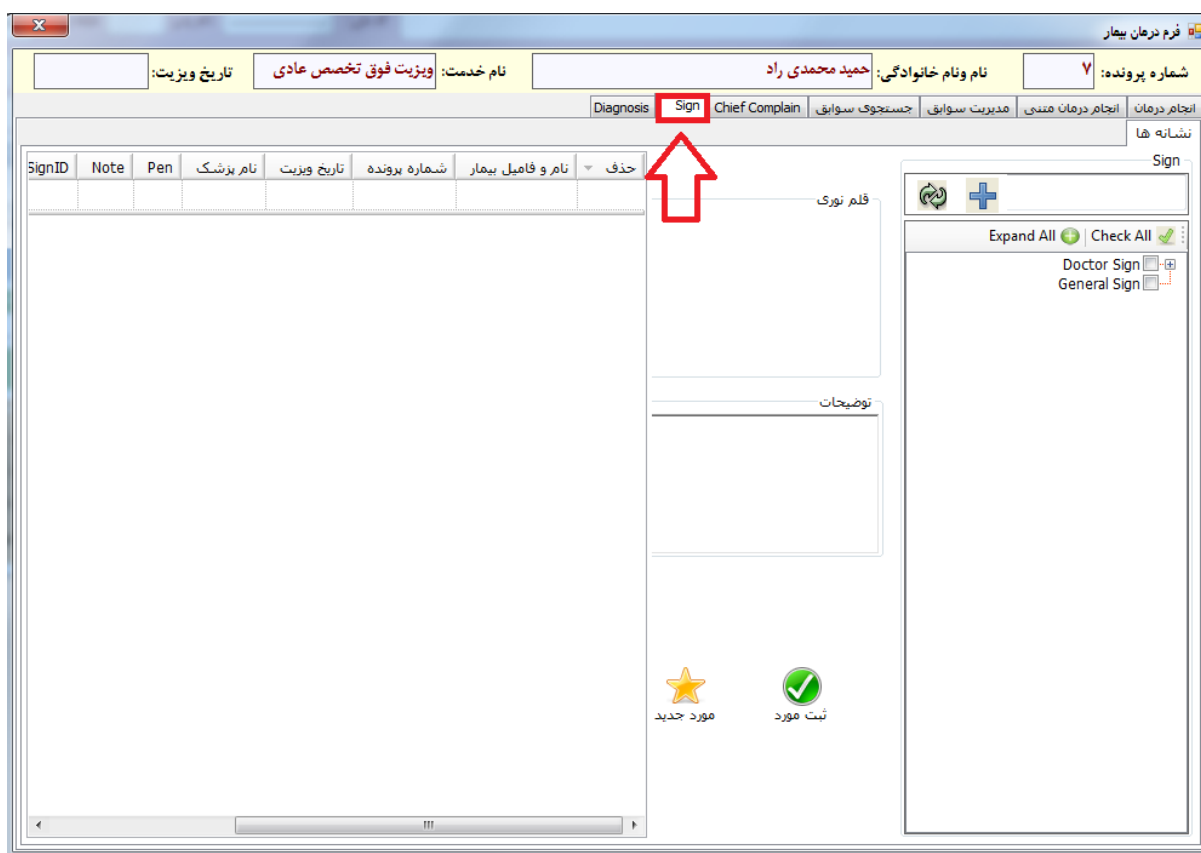 فرم درمان بیمار
شماره پرونده: ۷ نام ونام خانوادگی: حمید محمدی راد نام خدمت: ویزیت فوق تخصص عادی تاریخ ویزیت:
انجام درمان انجام درمان متنی مدیریت سوابق جستجوی سوابق Chief Complain Sign Diagnosis
نشانه ها
Sign
Expand All Check All
Doctor Sign
General Sign
قلم نوری
توضیحات
ثبت مورد مورد جدید
حذف نام و فامیل بیمار شماره پرونده تاریخ ویزیت نام پزشک Pen Note SignID